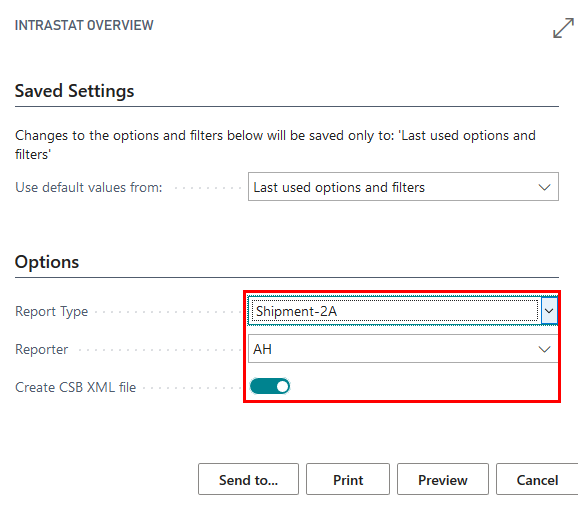 INTRASTAT OVERVIEW
Saved Settings
Changes to the options and filters below will be saved only to: 'Last used options and
filters'
Use default values from: Last used options and filters
Options
Report Type Shipment-2A
Reporter AH
Create CSB XML file
Send to... Print Preview Cancel